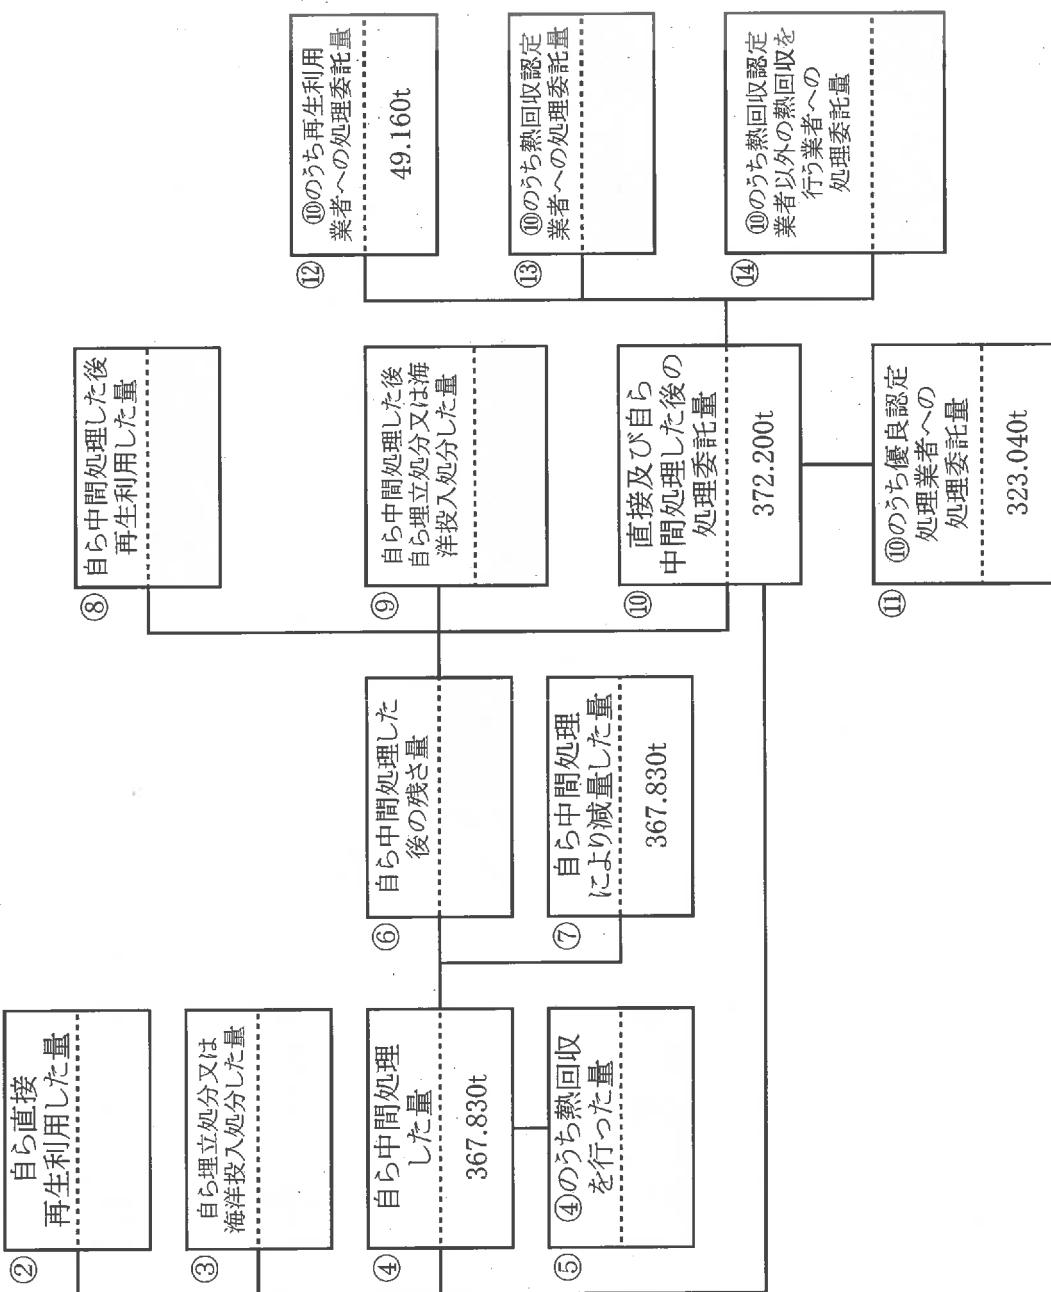 ②
自ら直接
再生利用した量
③
自ら埋立処分又は
海洋投入処分した量
④
自ら中間処理
した量
367.830t
⑤
④のうち熱回収
を行った量
⑥
自ら中間処理した
後の残さ量
⑦
自ら中間処理
により減量した量
367.830t
⑧
自ら中間処理した後
再生利用した量
⑨
自ら中間処理した後
自ら埋立処分又は海
洋投入処分した量
⑩
直接及び自ら
中間処理した後の
処理委託量
372.200t
⑪
⑩のうち優良認定
処理業者への
処理委託量
323.040t
⑫
⑩のうち再生利用
業者への処理委託量
49.160t
⑬
⑩のうち熱回収認定
業者への処理委託量
⑭
⑩のうち熱回収認定
業者以外の熱回収を
行う業者への
処理委託量